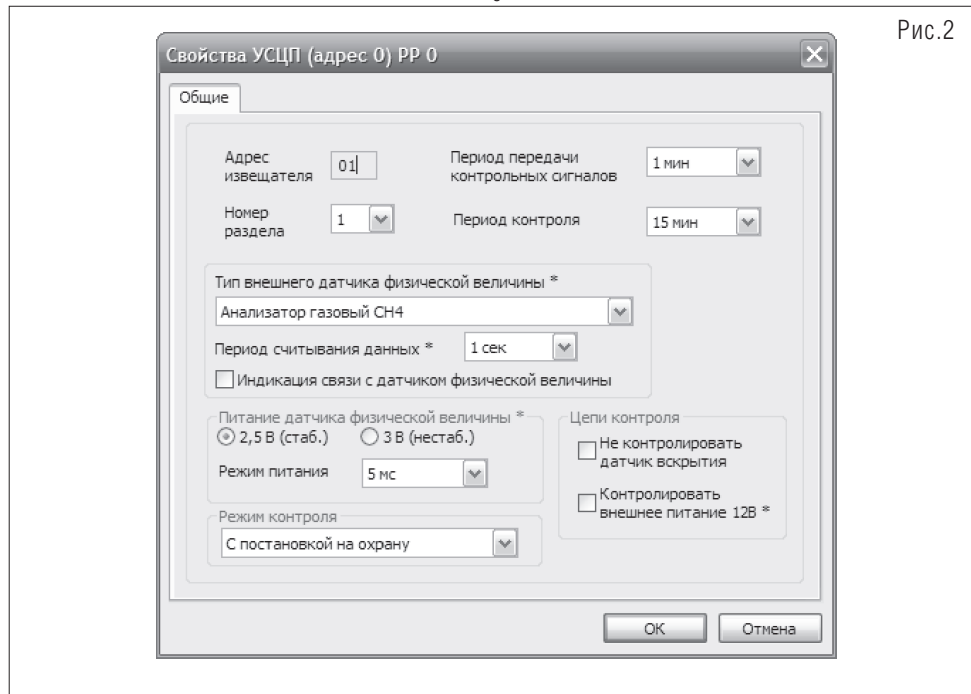 Рис.2
Свойства УСЦП (адрес 0) РР 0
Общие
Адрес
извещателя
01
Период передачи
контрольных сигналов
1 мин
Номер
раздела
1
Период контроля
15 мин
Тип внешнего датчика физической величины *
Анализатор газовый СН4
Период считывания данных *
1 сек
Индикация связи с датчиком физической величины
Питание датчика физической величины *
2,5 В (стаб.)
3 В (нестаб.)
Режим питания
5 мс
Цепи контроля
Не контролировать
датчик вскрытия
Контролировать
внешнее питание 12В *
Режим контроля
С постановкой на охрану
ОК
Отмена